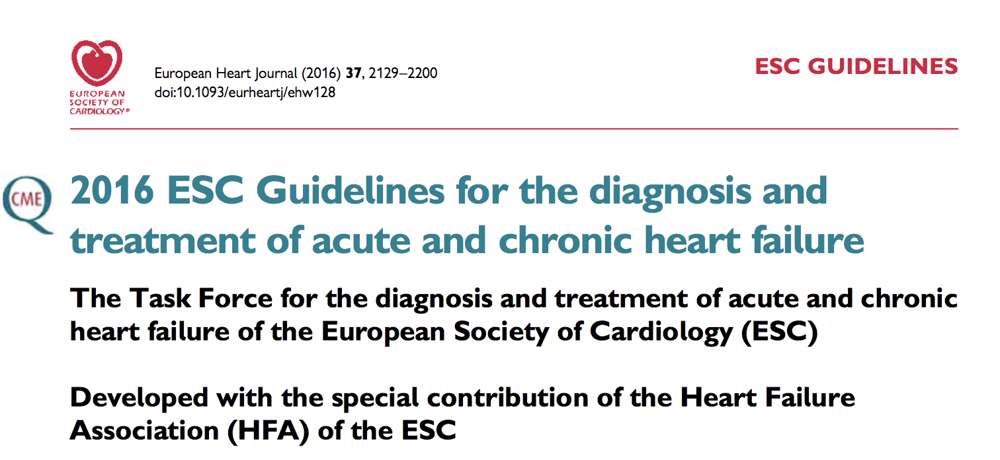 EUROPEAN
SOCIETY OF
CARDIOLOGY®
European Heart Journal (2016) 37, 2129–2200
doi:10.1093/eurheartj/ehw128
ESC GUIDELINES
CME
2016 ESC Guidelines for the diagnosis and
treatment of acute and chronic heart failure
The Task Force for the diagnosis and treatment of acute and chronic
heart failure of the European Society of Cardiology (ESC)
Developed with the special contribution of the Heart Failure
Association (HFA) of the ESC